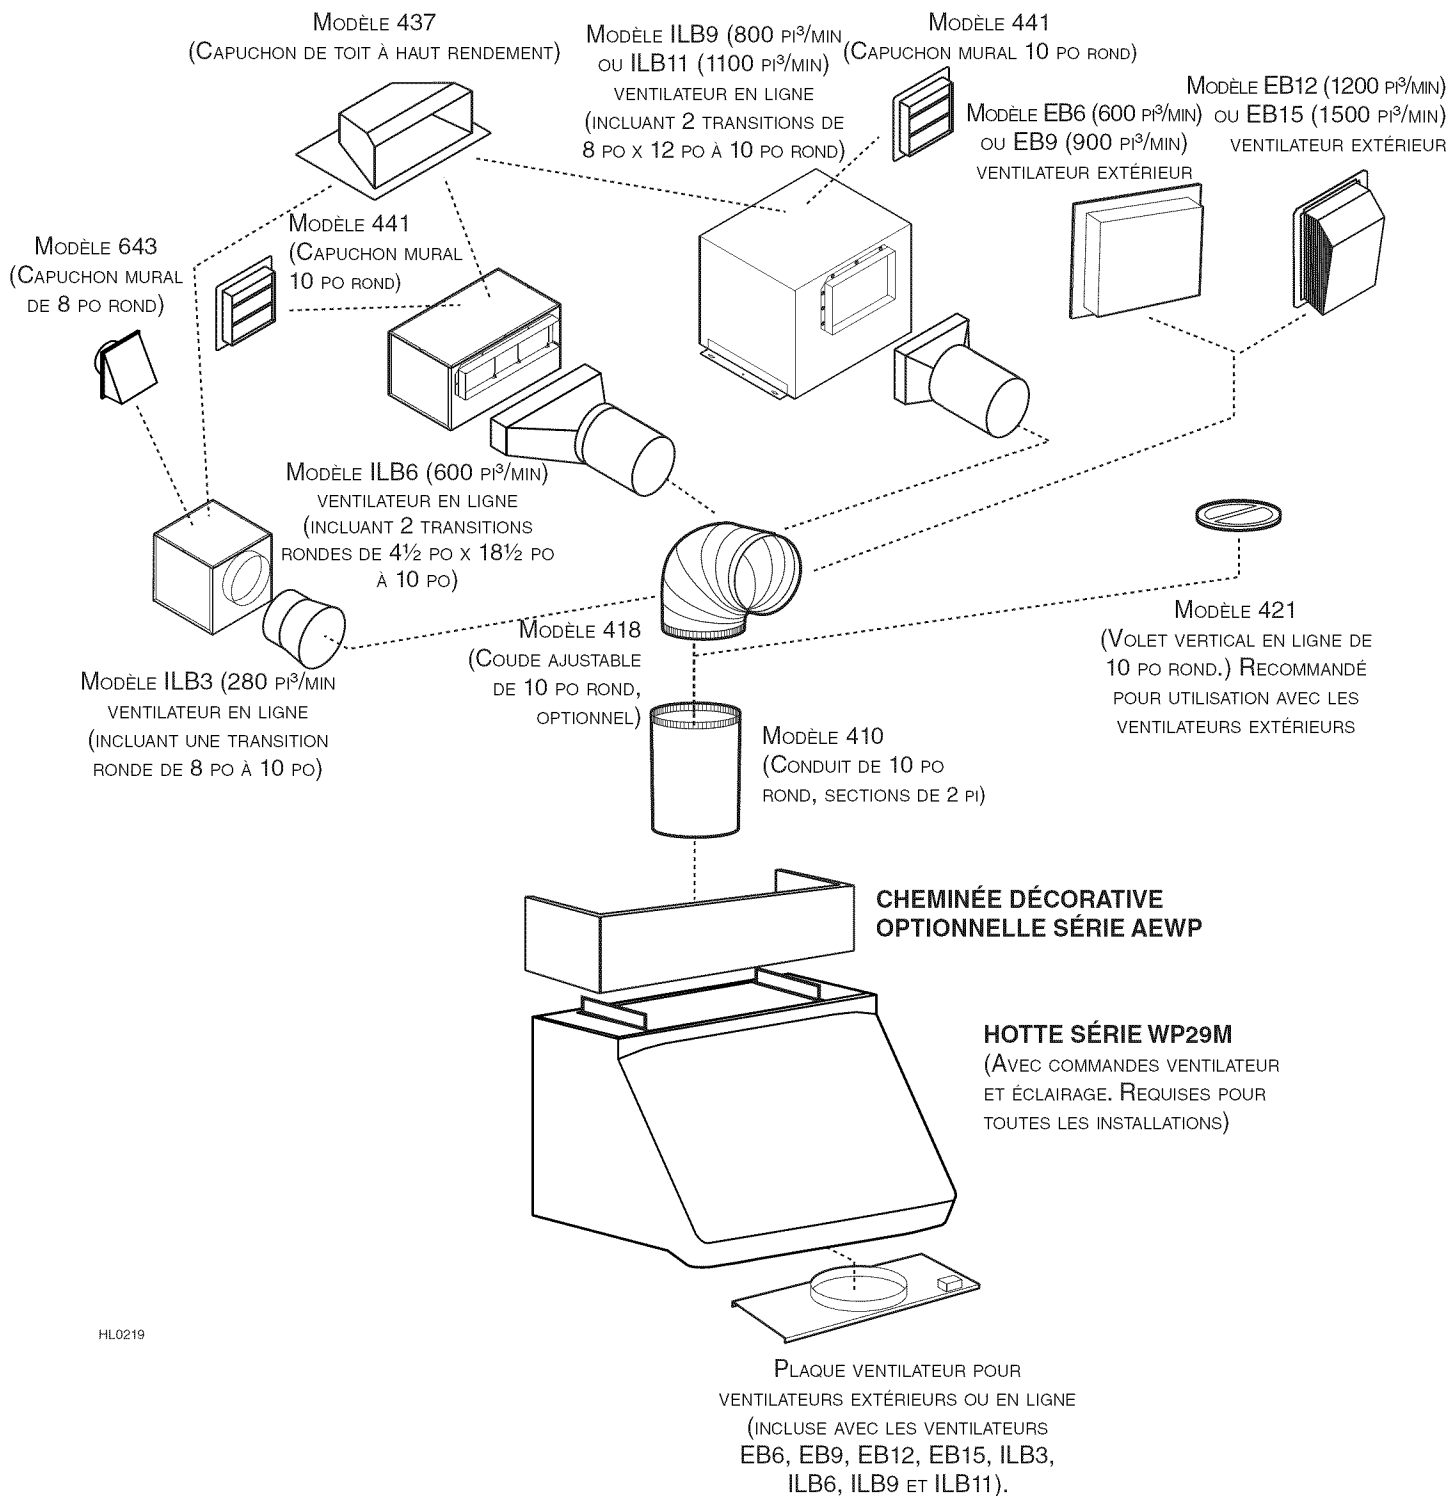 Modèle 437
(Capuchon de toit à haut rendement)
Modèle ILB9 (800 pi³/min
ou ILB11 (1100 pi³/min)
ventilateur en ligne
(incluant 2 transitions de
8 po x 12 po à 10 po rond)
Modèle 441
(Capuchon mural 10 po rond)
Modèle EB6 (600 pi³/min)
ou EB9 (900 pi³/min)
ventilateur extérieur
Modèle EB12 (1200 pi³/min)
ou EB15 (1500 pi³/min)
ventilateur extérieur
Modèle 643
(Capuchon mural
de 8 po rond)
Modèle 441
(Capuchon mural
10 po rond)
Modèle ILB6 (600 pi³/min)
ventilateur en ligne
(incluant 2 transitions
rondes de 4½ po x 18½ po
à 10 po)
Modèle ILB3 (280 pi³/min
ventilateur en ligne
(incluant une transition
ronde de 8 po à 10 po)
Modèle 418
(Coude ajustable
de 10 po rond,
optionnel)
Modèle 421
(Volet vertical en ligne de
10 po rond.) Recommandé
pour utilisation avec les
ventilateurs extérieurs
Modèle 410
(Conduit de 10 po
rond, sections de 2 pi)
CHEMINÉE DÉCORATIVE
OPTIONNELLE SÉRIE AEWP
HOTTE SÉRIE WP29M
(Avec commandes ventilateur
et éclairage. Requises pour
toutes les installations)
HL0219
Plaque ventilateur pour
ventilateurs extérieurs ou en ligne
(incluse avec les ventilateurs
EB6, EB9, EB12, EB15, ILB3,
ILB6, ILB9 et ILB11).